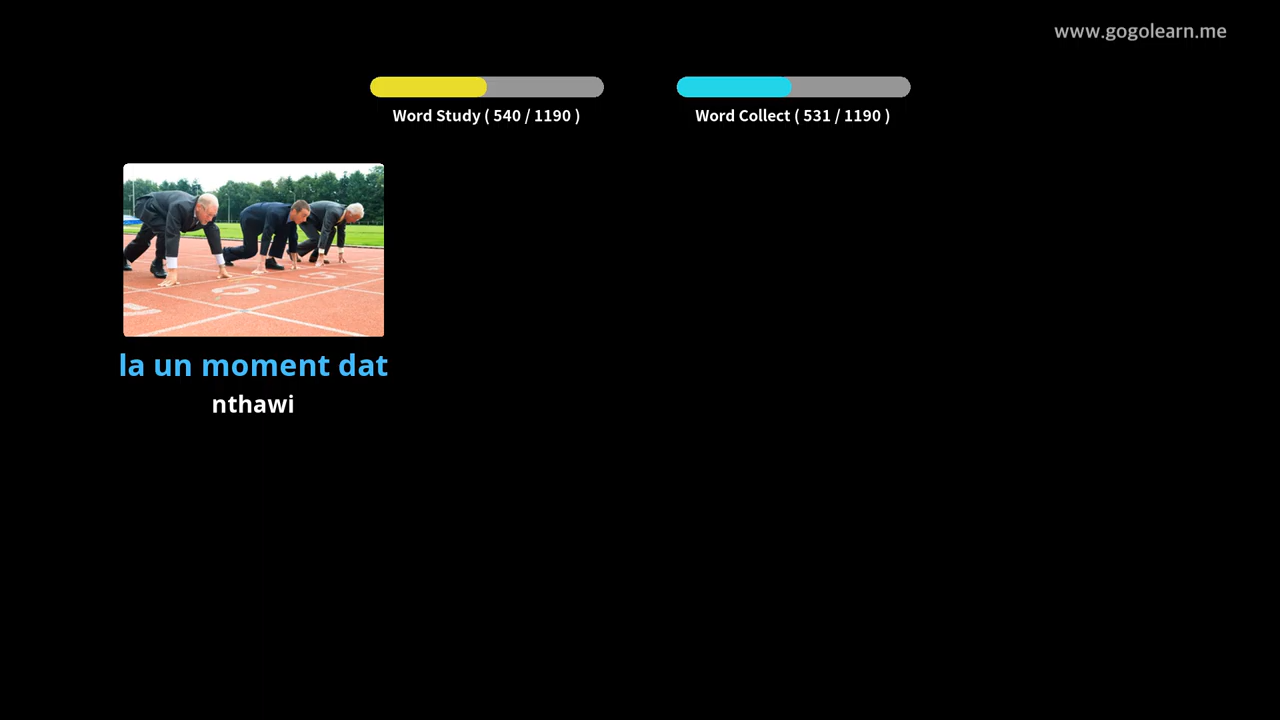 www.gogolearn.me
Word Study ( 540 / 1190 )
Word Collect ( 531 / 1190 )
la un moment dat
nthawi